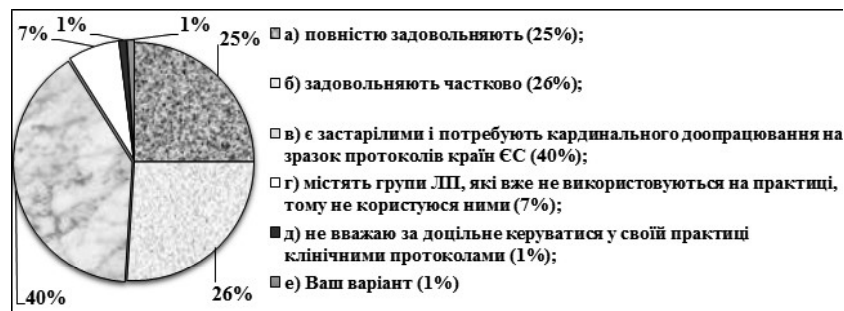 1%
1%
7%
25%
40%
26%
а) повністю задовольняють (25%);
б) задовольняють частково (26%);
в) є застарілими і потребують кардинального доопрацювання на
зразок протоколів країн ЄС (40%);
г) містять групи ЛП, які вже не використовуються на практиці,
тому не користуюся ними (7%);
д) не вважаю за доцільне керуватися у своїй практиці
клінічними протоколами (1%);
е) Ваш варіант (1%)